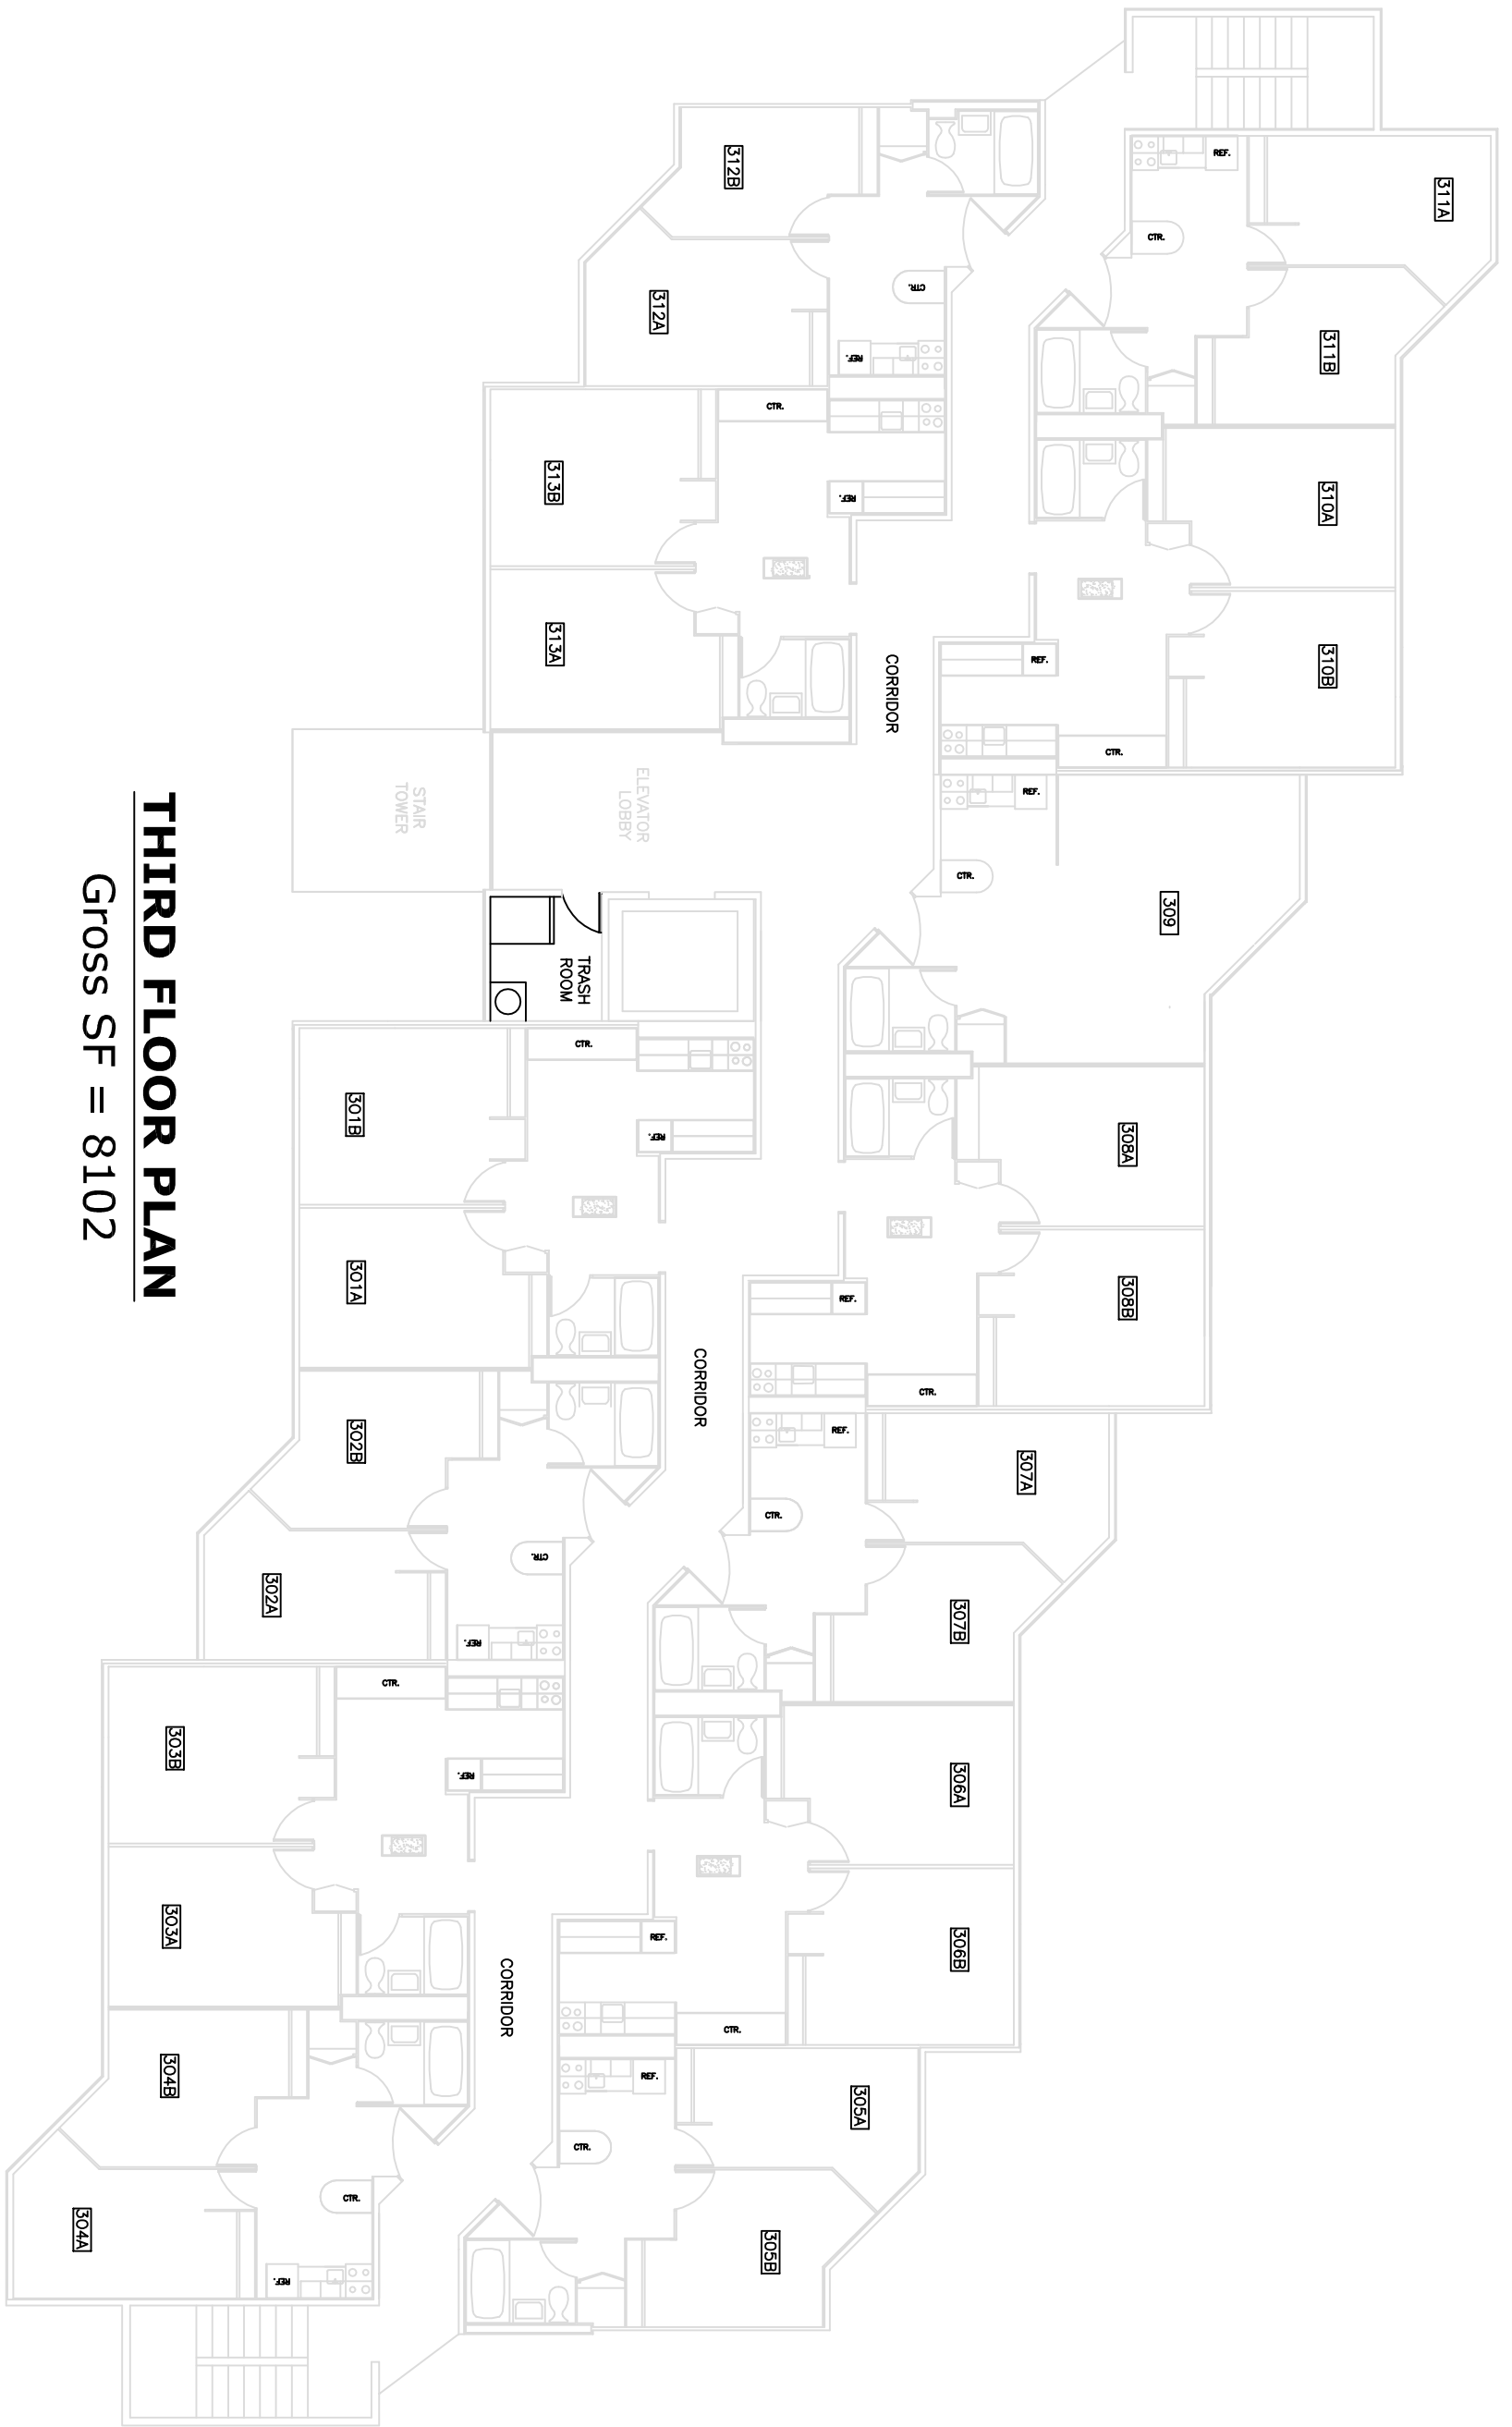 THIRD FLOOR PLAN
Gross SF = 8102
312B
312A
CTR.
REF.
311A
311B
REF.
CTR.
313B
313A
CTR.
REF.
310A
310B
REF.
CTR.
CORRIDOR
STAIR
TOWER
ELEVATOR
LOBBY
TRASH
ROOM
309
REF.
CTR.
301B
301A
CTR.
REF.
308A
308B
REF.
CTR.
CORRIDOR
302B
302A
CTR.
REF.
307A
307B
REF.
CTR.
303B
303A
CTR.
REF.
306A
306B
REF.
CTR.
CORRIDOR
304B
304A
CTR.
REF.
305A
305B
REF.
CTR.